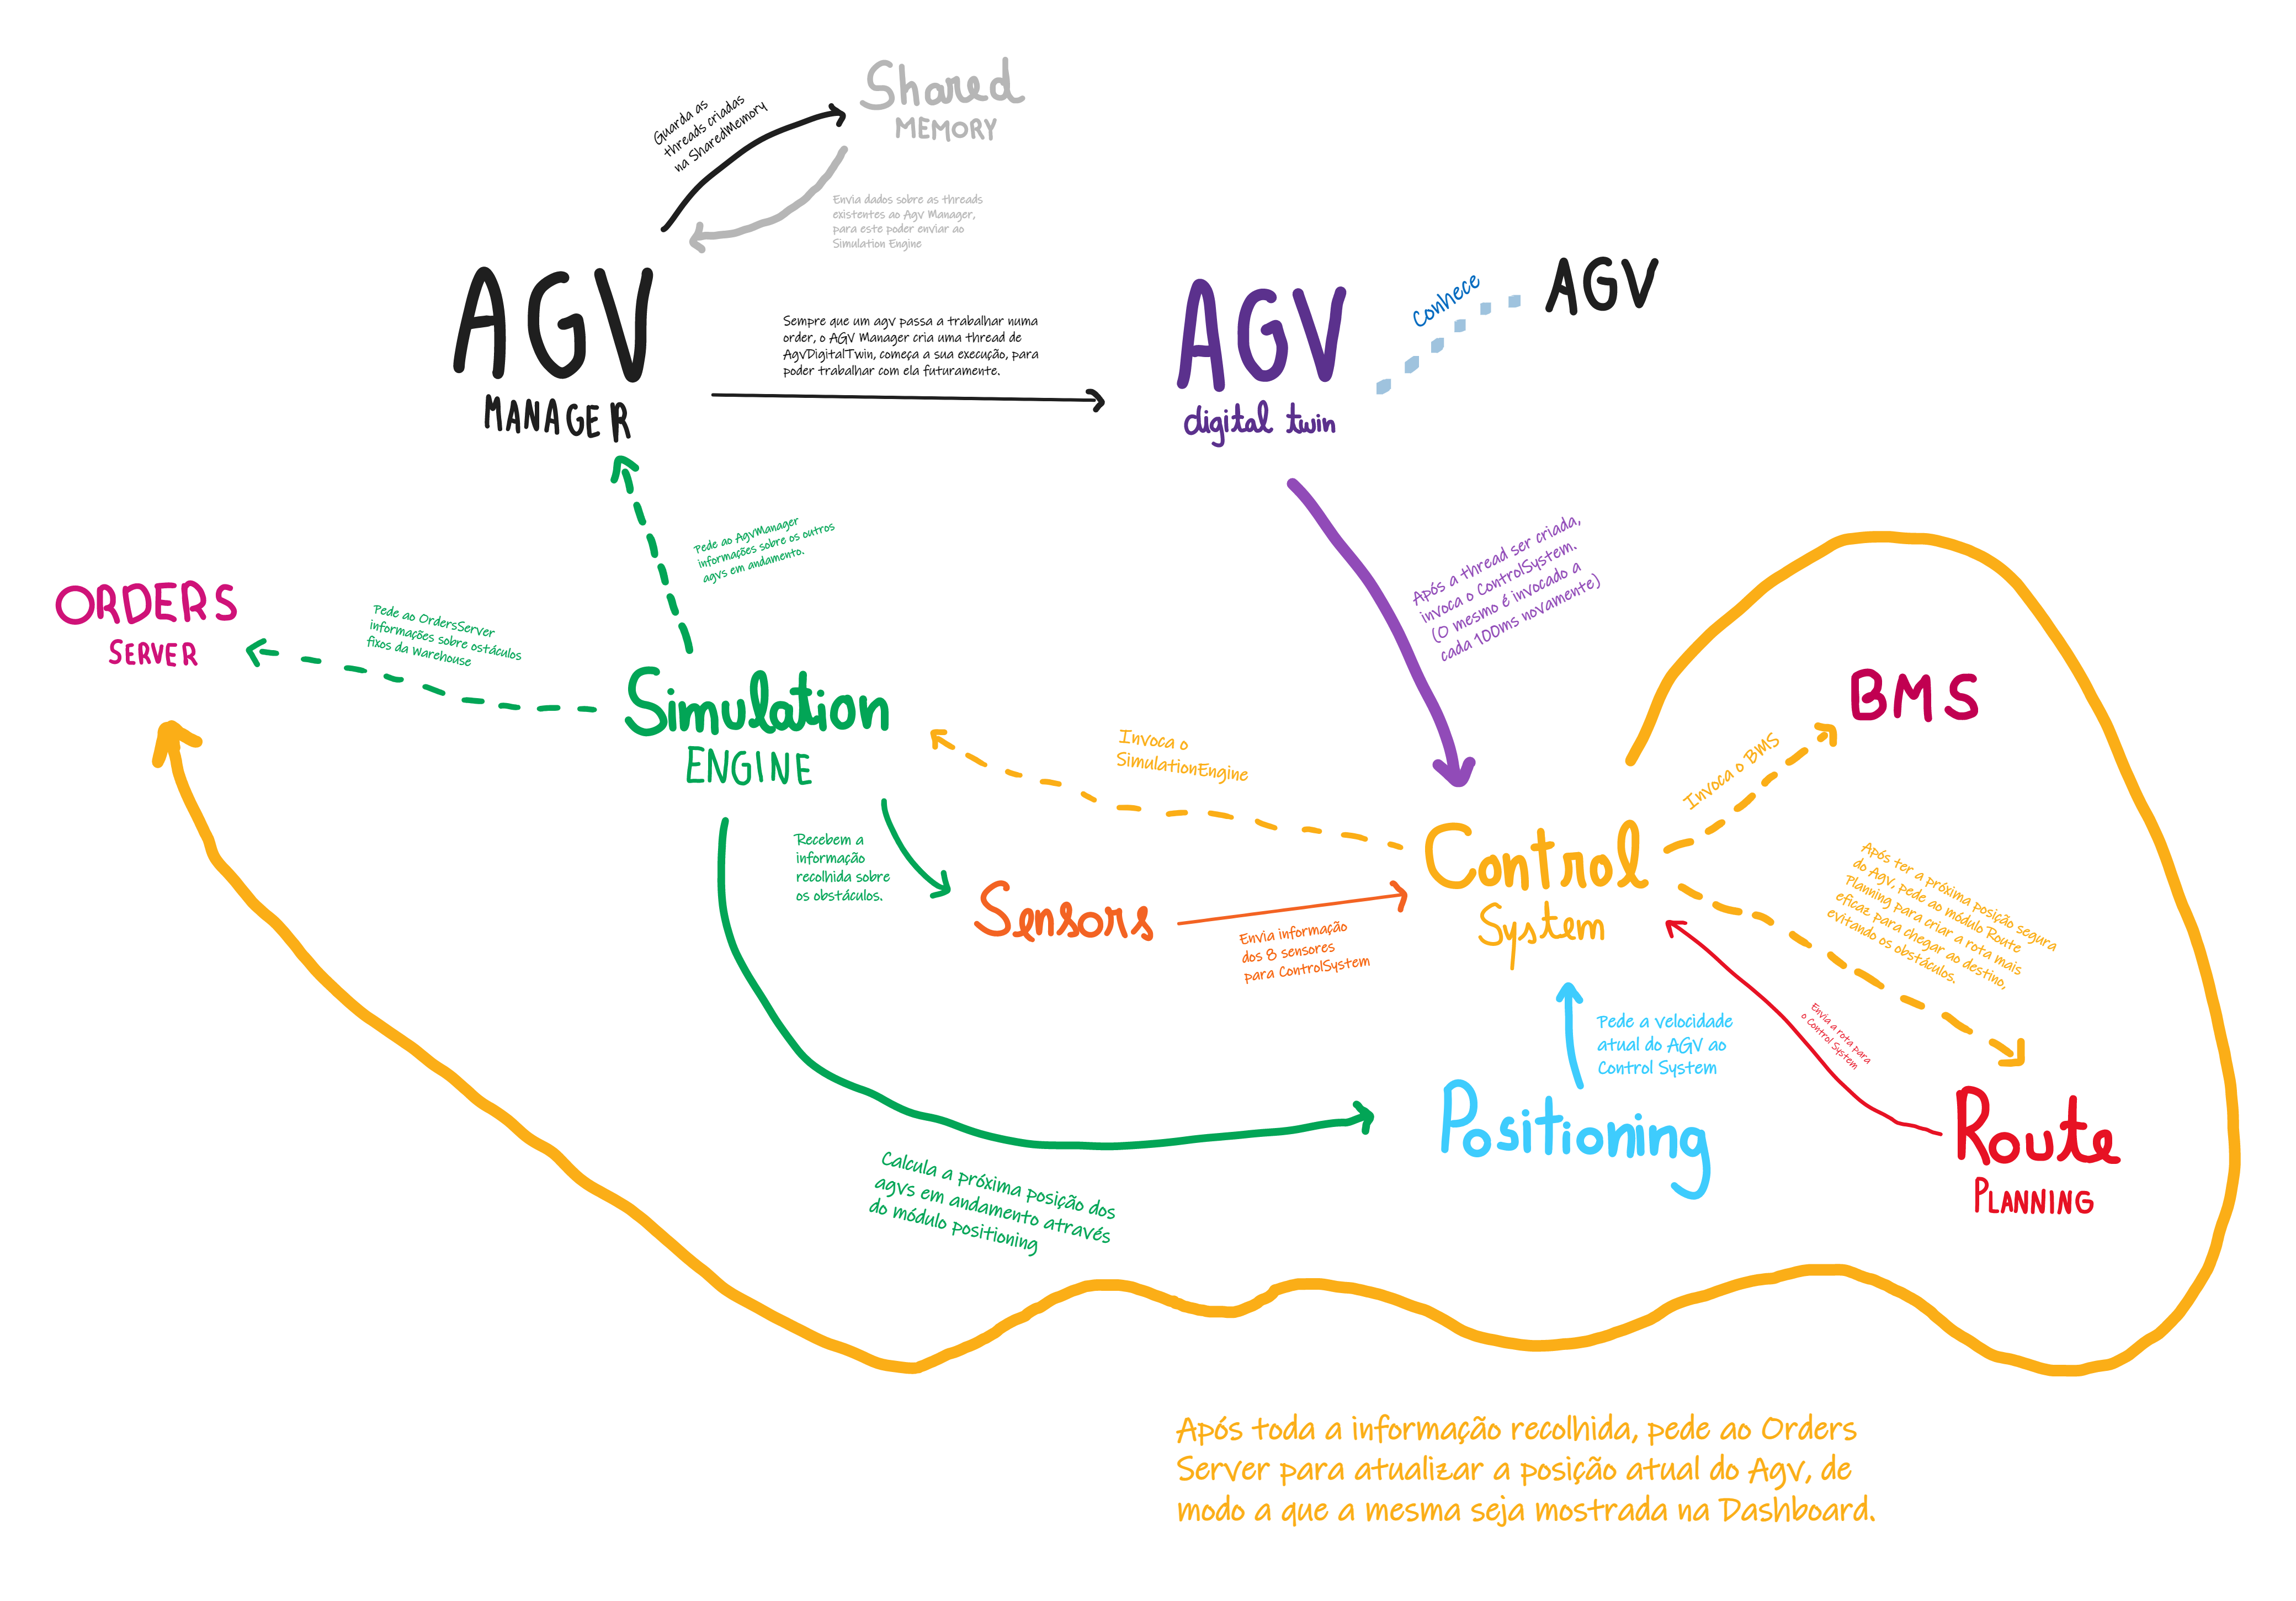 Shared
MEMORY
Guarda as
threads criadas
na SharedMemory
Envia dados sobre as threads
existentes ao Agv Manager,
para este poder enviar ao
Simulation Engine
AGV
MANAGER
Sempre que um agv passa a trabalhar numa
order, o AGV Manager cria uma thread de
AgvDigitalTwin, começa a sua execução, para
poder trabalhar com ela futuramente.
AGV
digital twin
Conhece
AGV
Pede ao AgvManager
informações sobre os outros
agvs em andamento.
Após a thread ser criada,
invoca o ControlSystem.
(O mesmo é invocado a
cada 100ms novamente)
ORDERS
SERVER
Pede ao OrdersServer
informações sobre ostáculos
fixos da Warehouse
Simulation
ENGINE
Invoca o
SimulationEngine
Invoca o BMS
BMS
Recebem a
informação
recolhida sobre
os obstáculos.
Sensors
Envia informação
dos 8 sensores
para ControlSystem
Control
System
Após ter a próxima posição segura
do Agv, pede ao módulo Route
Planning para criar a rota mais
eficaz para chegar ao destino,
evitando os obstáculos.
Envia a rota para
o Control System
Pede a velocidade
atual do AGV ao
Control System
Positioning
Route
PLANNING
Calcula a próxima posição dos
agvs em andamento através
do módulo positioning
Após toda a informação recolhida, pede ao Orders
Server para atualizar a posição atual do Agv, de
modo a que a mesma seja mostrada na Dashboard.